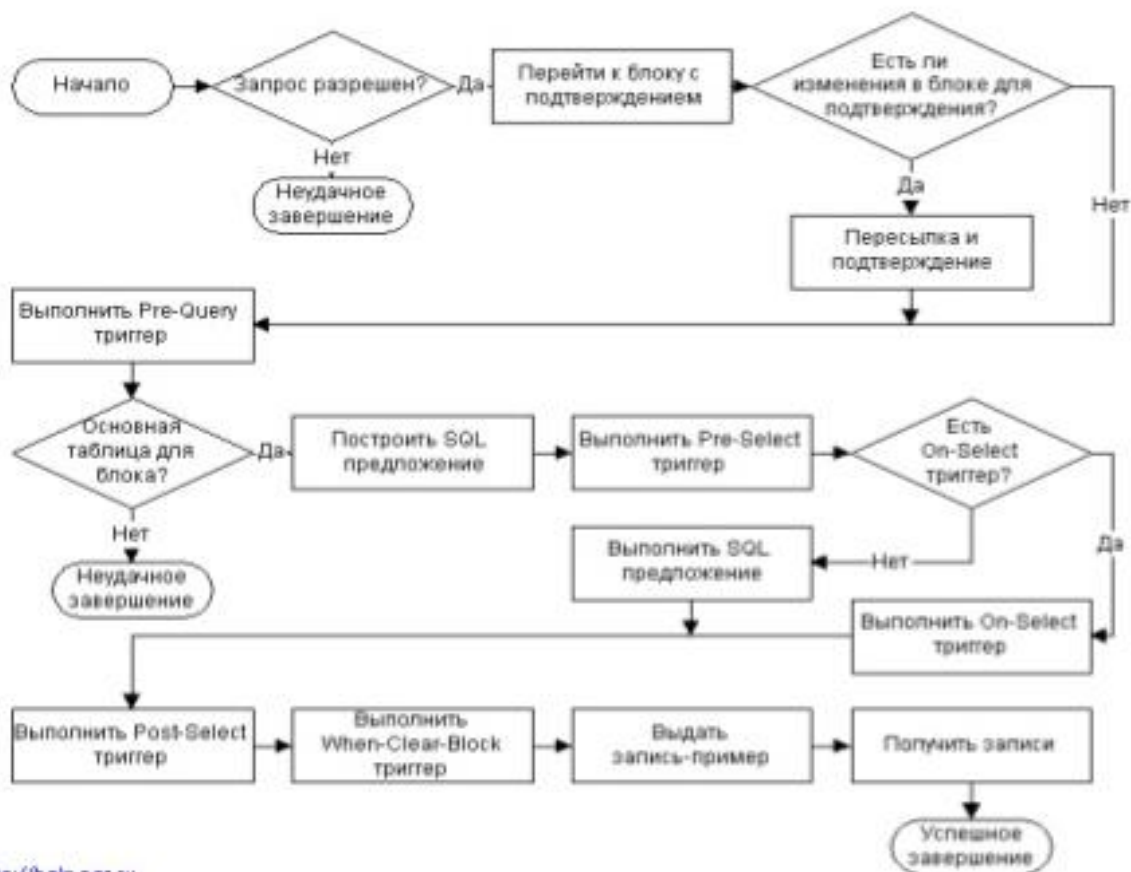 Начало
Запрос разрешен?
Да
Перейти к блоку с
подтверждением
Есть ли
изменения в блоке для
подтверждения?
Нет
Неудачное
завершение
Да
Нет
Пересылка и
подтверждение
Выполнить Pre-Query
триггер
Основная
таблица для
блока?
Да
Построить SQL
предложение
Выполнить Pre-Select
триггер
Есть
On-Select
триггер?
Нет
Неудачное
завершение
Выполнить SQL
предложение
Нет
Да
Выполнить On-Select
триггер
Выполнить Post-Select
триггер
Выполнить
When-Clear-Block
триггер
Выдать
запись-пример
Получить записи
Успешное
завершение